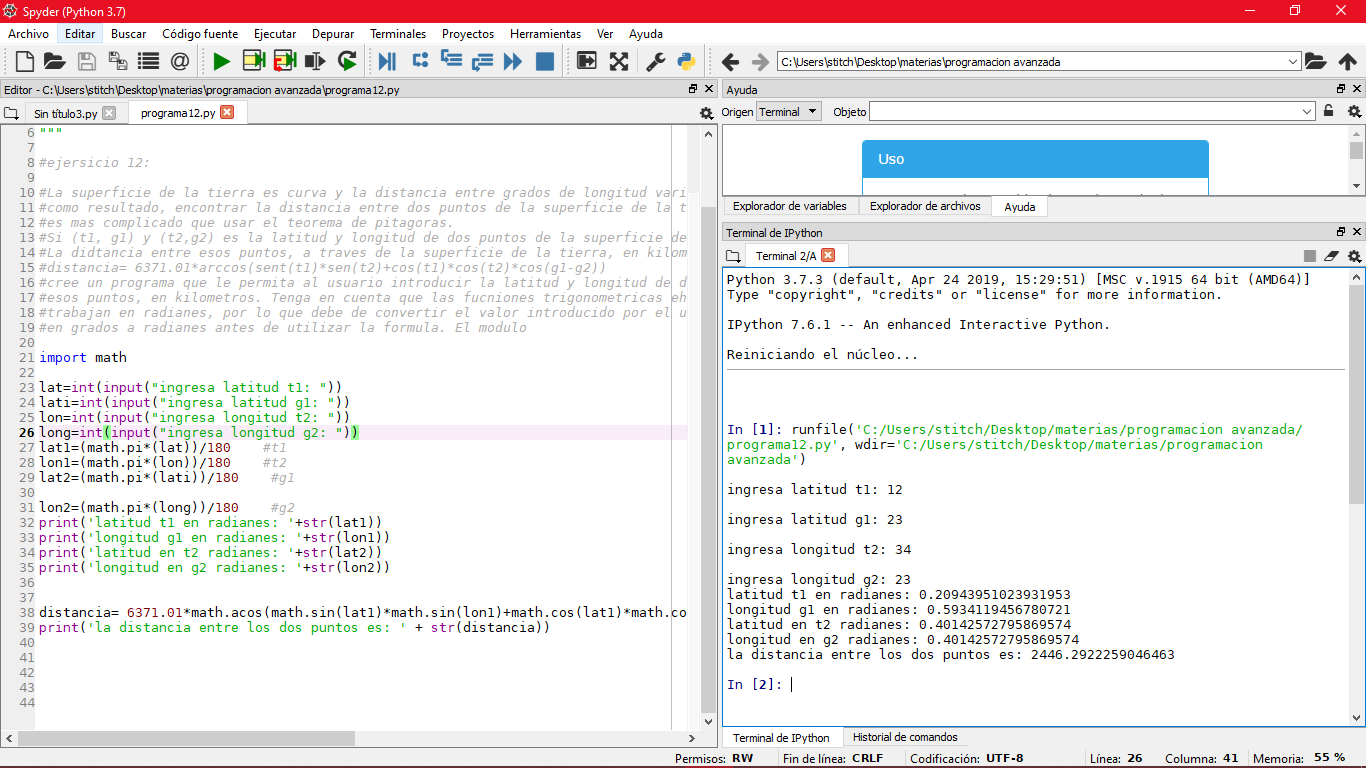 Spyder (Python 3.7)
Archivo Editar Buscar Código fuente Ejecutar Depurar Terminales Proyectos Herramientas Ver Ayuda
C:\Users\stitch\Desktop\materias\programacion avanzada
Editor - C:\Users\stitch\Desktop\materias\programacion avanzada\programa12.py
Sin título3.py programa12.py
6 """
7
8 #ejersicio 12:
9
10 #La superficie de la tierra es curva y la distancia entre grados de longitud vari
11 #como resultado, encontrar la distancia entre dos puntos de la superficie de la t
12 #es mas complicado que usar el teorema de pitagoras.
13 #Si (t1, g1) y (t2,g2) es la latitud y longitud de dos puntos de la superficie de
14 #La didtancia entre esos puntos, a traves de la superficie de la tierra, en kilom
15 #distancia= 6371.01*arccos(sent(t1)*sen(t2)+cos(t1)*cos(t2)*cos(g1-g2))
16 #cree un programa que le permita al usuario introducir la latitud y longitud de d
17 #esos puntos, en kilometros. Tenga en cuenta que las fucniones trigonometricas eh
18 #trabajan en radianes, por lo que debe de convertir el valor introducido por el u
19 #en grados a radianes antes de utilizar la formula. El modulo
20
21 import math
22
23 lat=int(input("ingresa latitud t1: "))
24 lati=int(input("ingresa latitud g1: "))
25 lon=int(input("ingresa longitud t2: "))
26 long=int(input("ingresa longitud g2: "))
27 lat1=(math.pi*(lat))/180 #t1
28 lon1=(math.pi*(lon))/180 #t2
29 lat2=(math.pi*(lati))/180 #g1
30
31 lon2=(math.pi*(long))/180 #g2
32 print('latitud t1 en radianes: '+str(lat1))
33 print('longitud g1 en radianes: '+str(lon1))
34 print('latitud en t2 radianes: '+str(lat2))
35 print('longitud en g2 radianes: '+str(lon2))
36
37
38 distancia= 6371.01*math.acos(math.sin(lat1)*math.sin(lon1)+math.cos(lat1)*math.co
39 print('la distancia entre los dos puntos es: ' + str(distancia))
40
41
42
43
44
Ayuda
Origen Terminal Objeto
Uso
Explorador de variables Explorador de archivos Ayuda
Terminal de IPython
Terminal 2/A
Python 3.7.3 (default, Apr 24 2019, 15:29:51) [MSC v.1915 64 bit (AMD64)]
Type "copyright", "credits" or "license" for more information.
IPython 7.6.1 -- An enhanced Interactive Python.
Reiniciando el núcleo...
In [1]: runfile('C:/Users/stitch/Desktop/materias/programacion avanzada/
programa12.py', wdir='C:/Users/stitch/Desktop/materias/programacion
avanzada')
ingresa latitud t1: 12
ingresa latitud g1: 23
ingresa longitud t2: 34
ingresa longitud g2: 23
latitud t1 en radianes: 0.20943951023931953
longitud g1 en radianes: 0.5934119456780721
latitud en t2 radianes: 0.40142572795869574
longitud en g2 radianes: 0.40142572795869574
la distancia entre los dos puntos es: 2446.2922259046463
In [2]:
Terminal de IPython Historial de comandos
Permisos: RW Fin de línea: CRLF Codificación: UTF-8 Línea: 26 Columna: 41 Memoria: 55 %